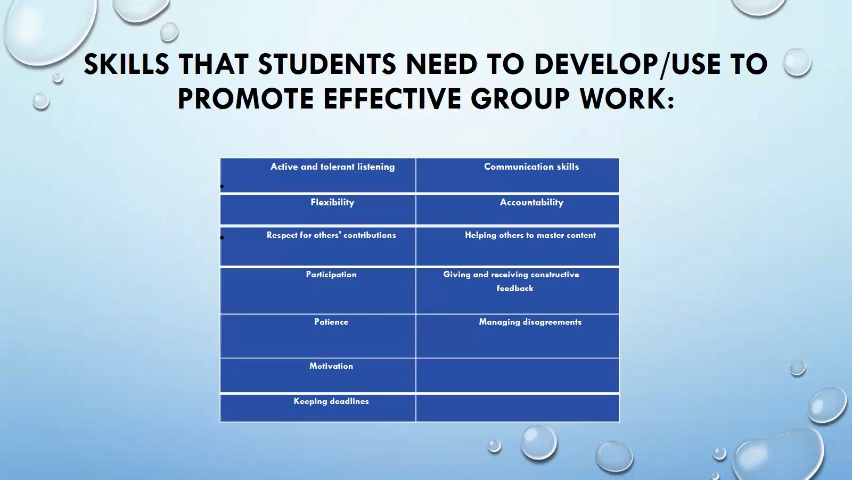 SKILLS THAT STUDENTS NEED TO DEVELOP/USE TO
PROMOTE EFFECTIVE GROUP WORK:
Active and tolerant listening
Communication skills
Flexibility
Accountability
Respect for others' contributions
Helping others to master content
Participation
Giving and receiving constructive
feedback
Patience
Managing disagreements
Motivation
Keeping deadlines